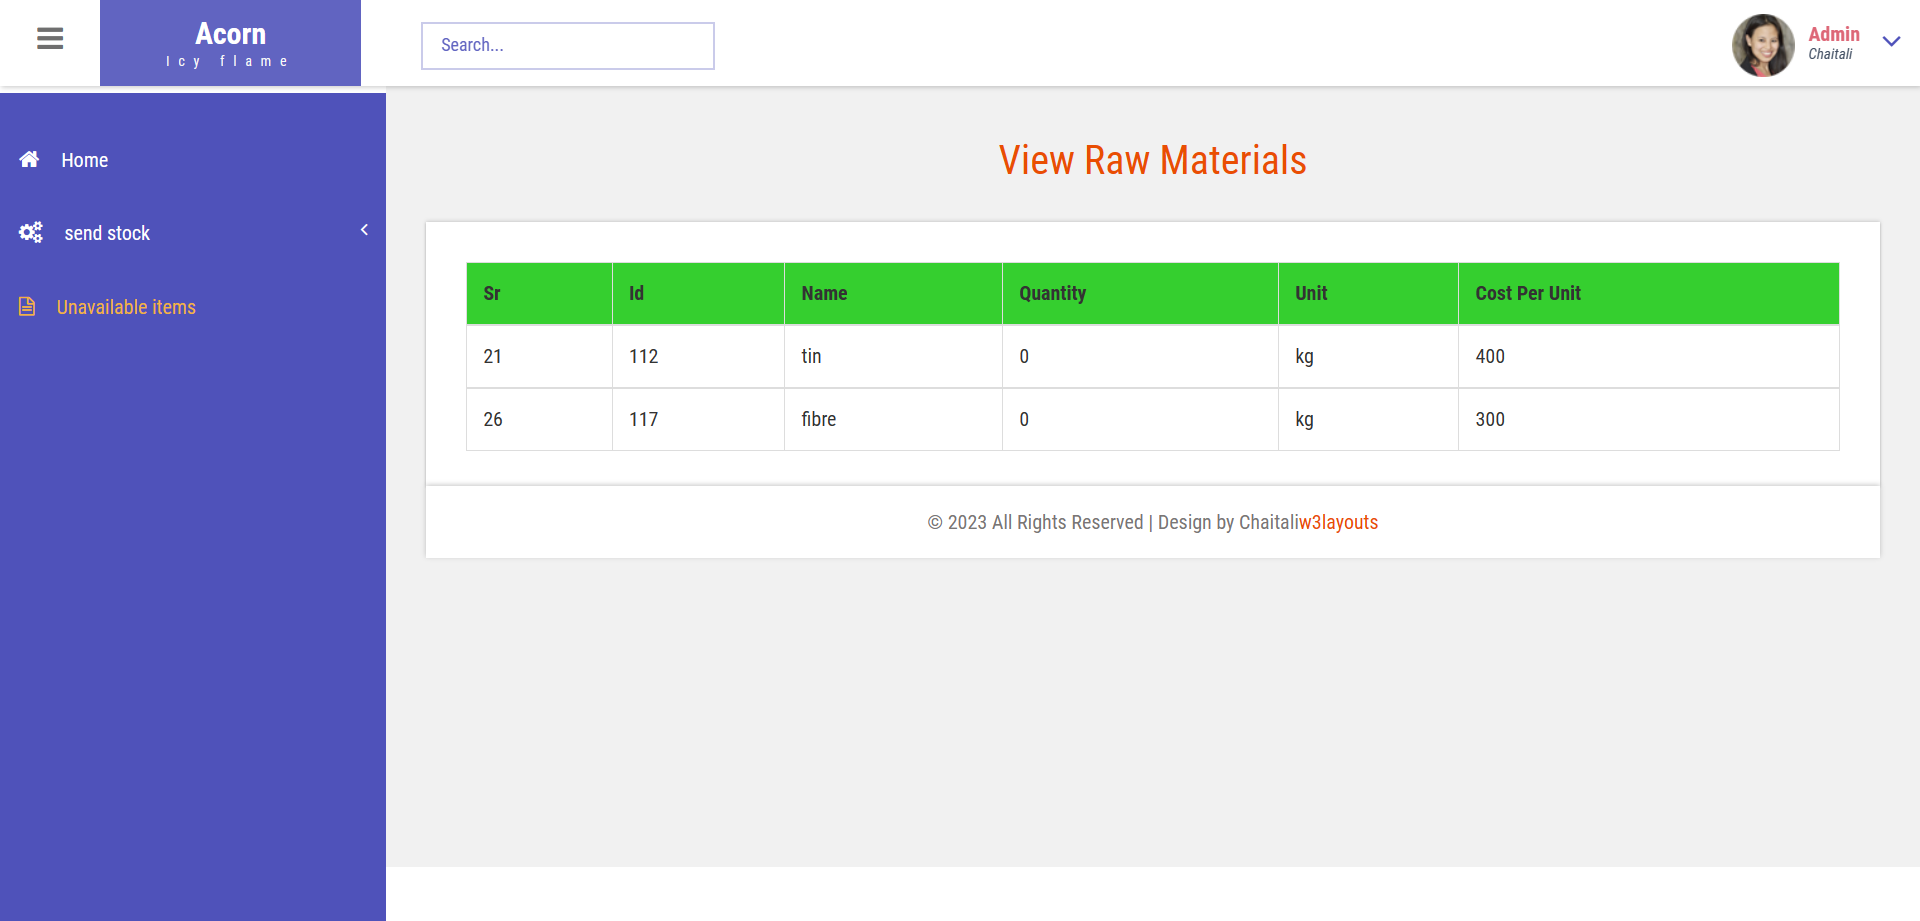 Acorn
Icy flame
Search...
Admin
Chaitali
Home
send stock
Unavailable items
View Raw Materials
Sr Id Name Quantity Unit Cost Per Unit
21 112 tin 0 kg 400
26 117 fibre 0 kg 300
© 2023 All Rights Reserved | Design by Chaitaliw3layouts